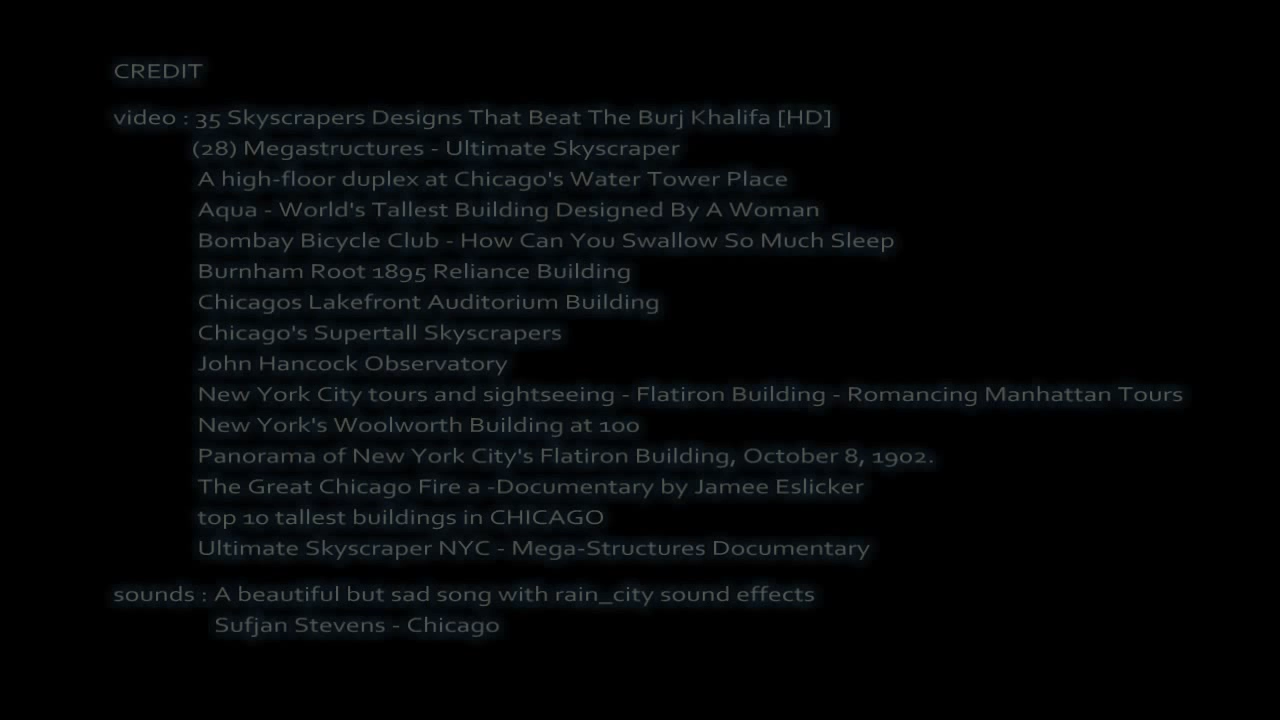 CREDIT
video : 35 Skyscrapers Designs That Beat The Burj Khalifa [HD]
(28) Megastructures - Ultimate Skyscraper
A high-floor duplex at Chicago's Water Tower Place
Aqua - World's Tallest Building Designed By A Woman
Bombay Bicycle Club - How Can You Swallow So Much Sleep
Burnham Root 1895 Reliance Building
Chicagos Lakefront Auditorium Building
Chicago's Supertall Skyscrapers
John Hancock Observatory
New York City tours and sightseeing - Flatiron Building - Romancing Manhattan Tours
New York's Woolworth Building at 100
Panorama of New York City's Flatiron Building, October 8, 1902.
The Great Chicago Fire a -Documentary by Jamee Eslicker
top 10 tallest buildings in CHICAGO
Ultimate Skyscraper NYC - Mega-Structures Documentary
sounds : A beautiful but sad song with rain_city sound effects
Sufjan Stevens - Chicago